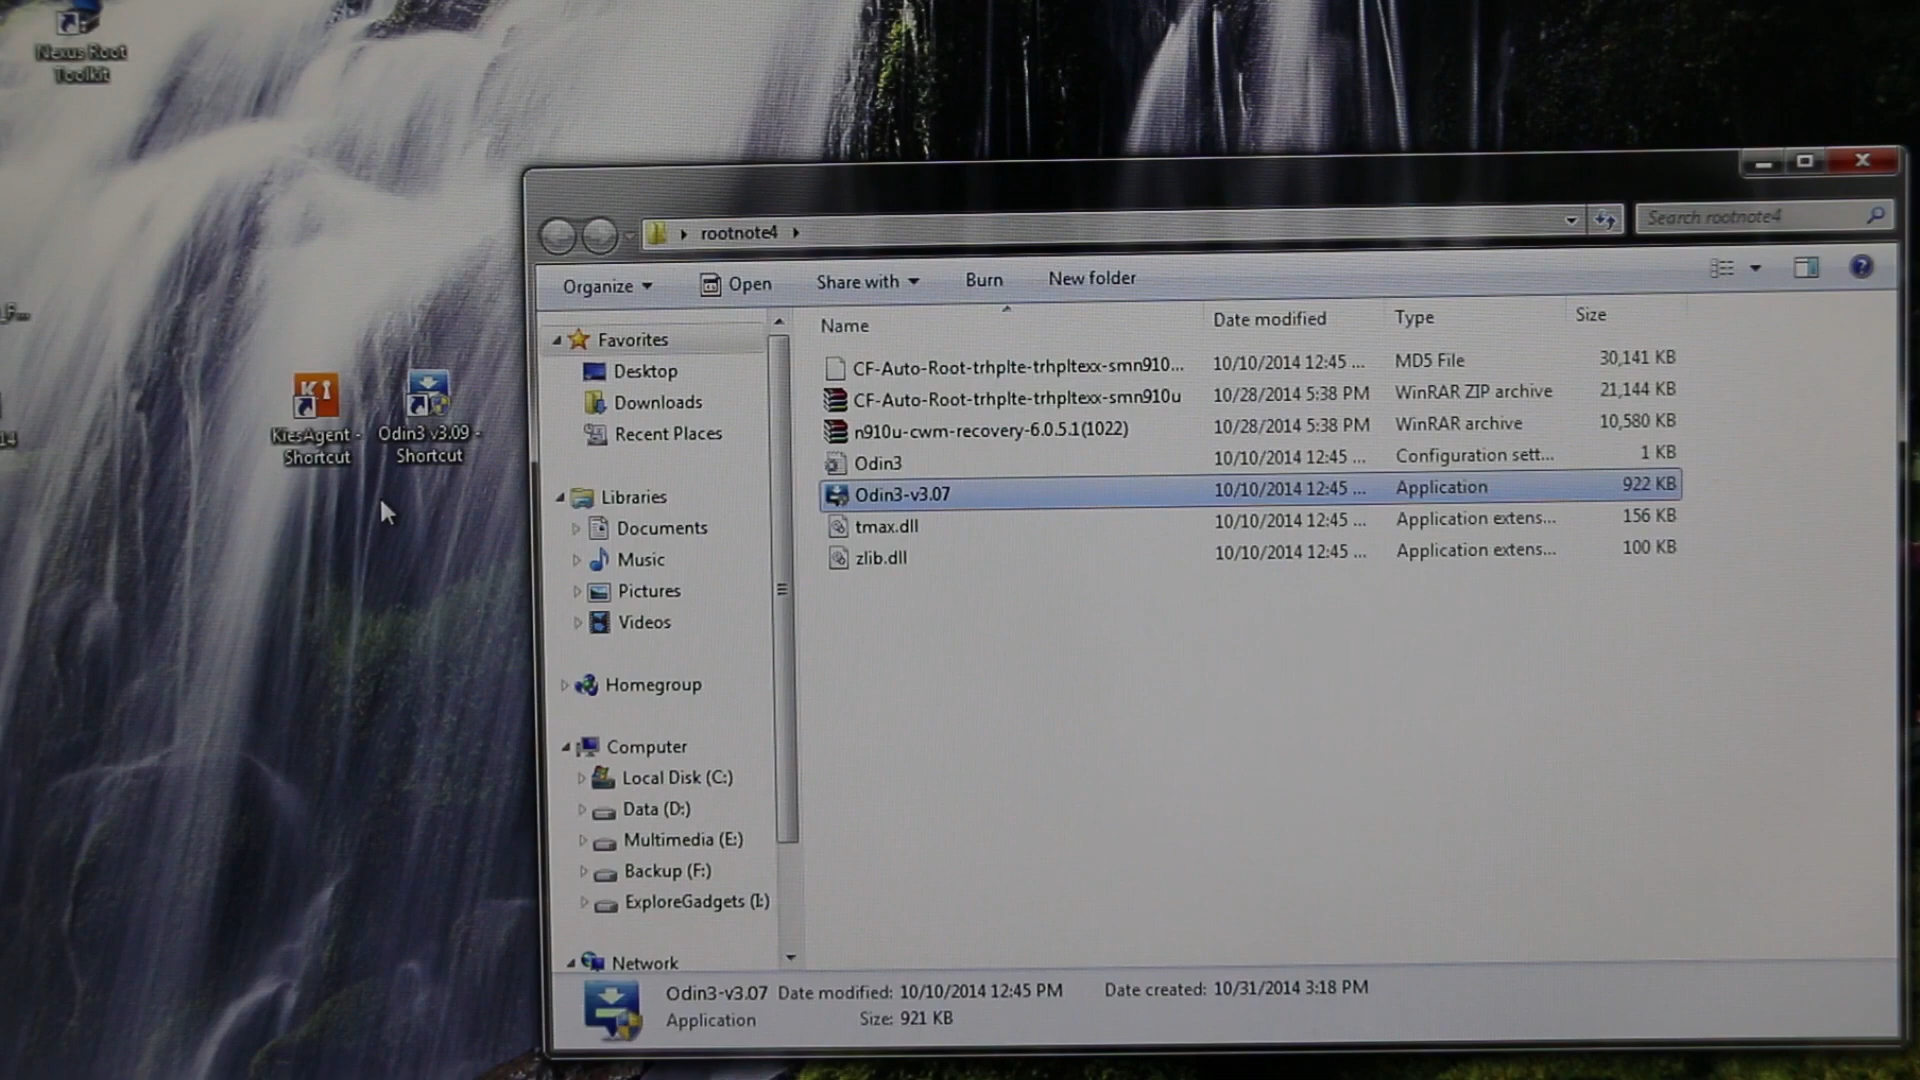 Nexus Root
Toolkit
KiesAgent -
Shortcut
Odin3 v3.09 -
Shortcut
14
rootnote4
Search rootnote4
Organize
Open
Share with
Burn
New folder
Favorites
Desktop
Downloads
Recent Places
Libraries
Documents
Music
Pictures
Videos
Homegroup
Computer
Local Disk (C:)
Data (D:)
Multimedia (E:)
Backup (F:)
ExploreGadgets (I:)
Network
Name Date modified Type Size
CF-Auto-Root-trhplte-trhpltexx-smn910... 10/10/2014 12:45 ... MD5 File 30,141 KB
CF-Auto-Root-trhplte-trhpltexx-smn910u 10/28/2014 5:38 PM WinRAR ZIP archive 21,144 KB
n910u-cwm-recovery-6.0.5.1(1022) 10/28/2014 5:38 PM WinRAR archive 10,580 KB
Odin3 10/10/2014 12:45 ... Configuration sett... 1 KB
Odin3-v3.07 10/10/2014 12:45 ... Application 922 KB
tmax.dll 10/10/2014 12:45 ... Application extens... 156 KB
zlib.dll 10/10/2014 12:45 ... Application extens... 100 KB
Odin3-v3.07 Date modified: 10/10/2014 12:45 PM Date created: 10/31/2014 3:18 PM
Application Size: 921 KB